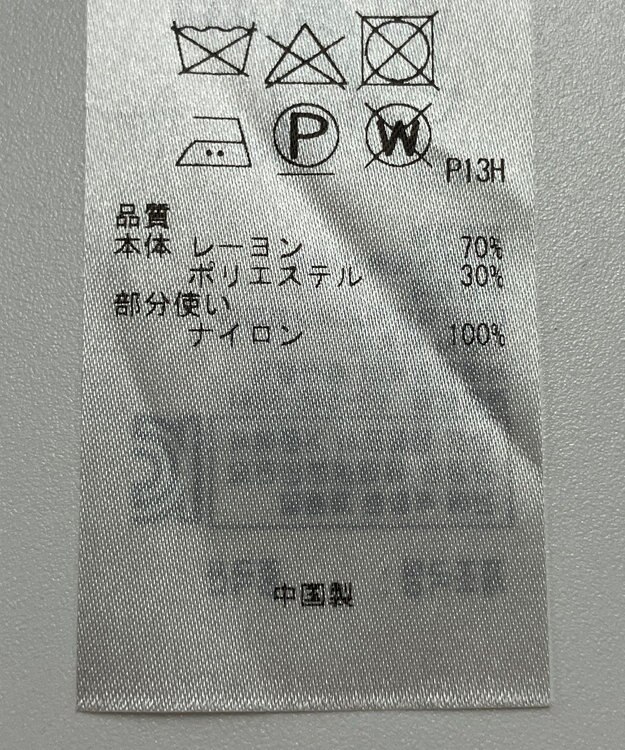 P W P13H
品質
本体 レーヨン 70%
ポリエステル 30%
部分使い
ナイロン 100%
中国製